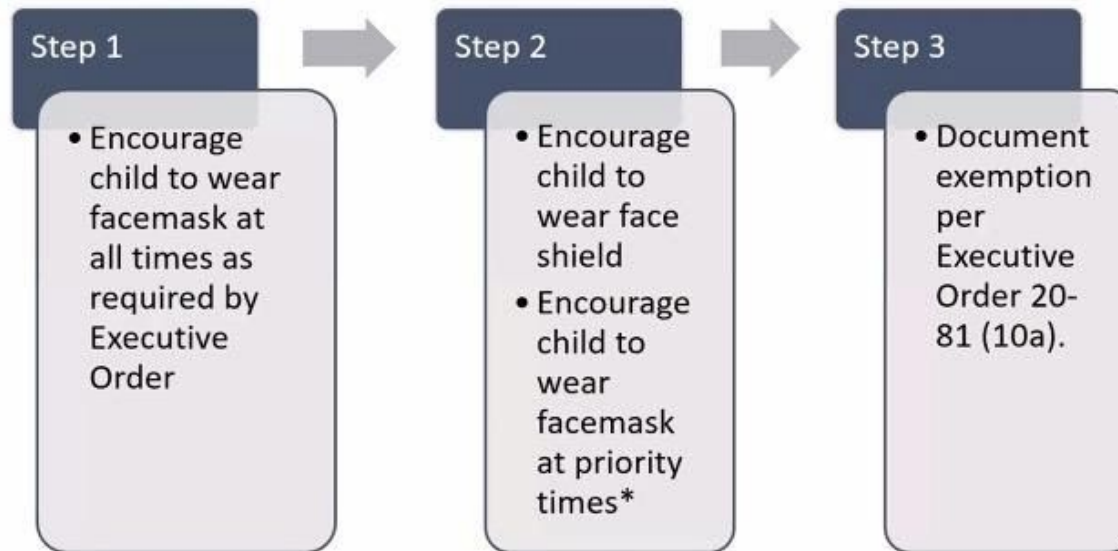 Step 1
• Encourage
child to wear
facemask at
all times as
required by
Executive
Order
Step 2
• Encourage
child to
wear face
shield
• Encourage
child to
wear
facemask
at priority
times*
Step 3
• Document
exemption
per
Executive
Order 20-
81 (10a).